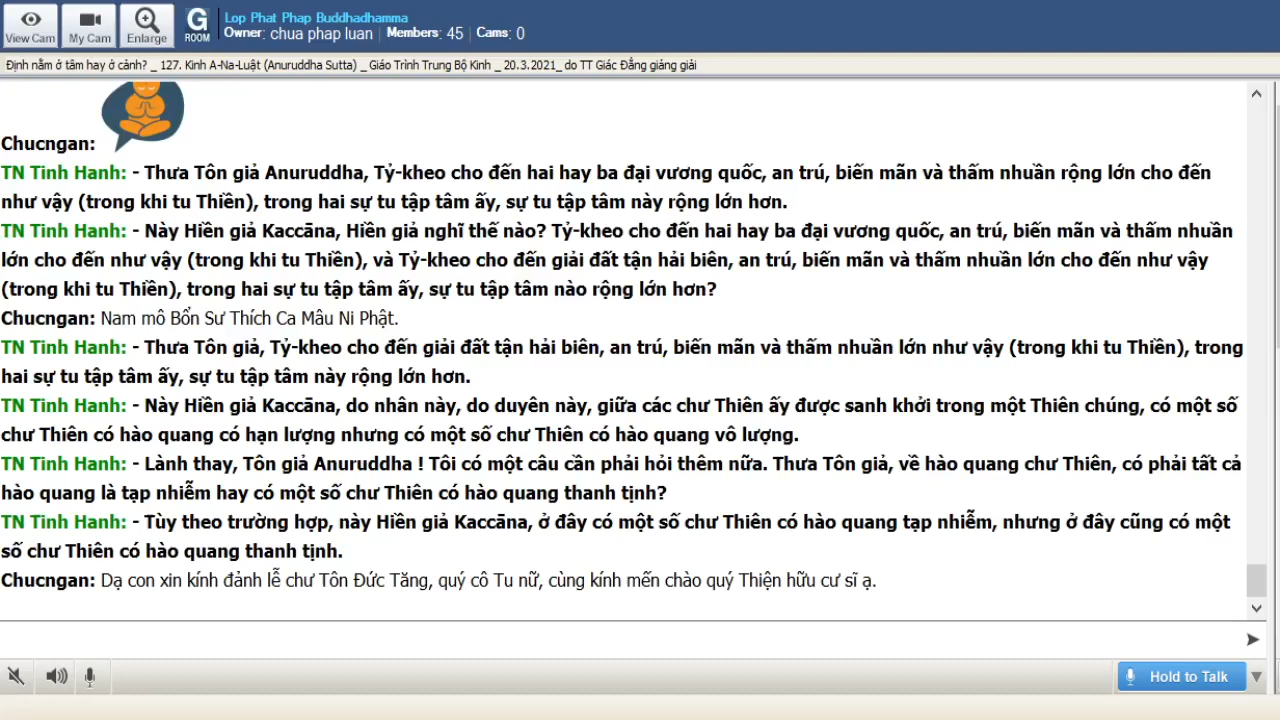 View Cam
My Cam
Enlarge
G
ROOM
Lop Phat Phap Buddhadhamma
Owner: chua phap luan Members: 45 Cams: 0
Định nằm ở tâm hay ở cảnh? _ 127. Kinh A-Na-Luật (Anuruddha Sutta) _ Giáo Trình Trung Bộ Kinh _ 20.3.2021_ do TT Giác Đẳng giảng giải
Chucngan:
TN Tinh Hanh: - Thưa Tôn giả Anuruddha, Tỷ-kheo cho đến hai hay ba đại vương quốc, an trú, biến mãn và thấm nhuần rộng lớn cho đến
như vậy (trong khi tu Thiền), trong hai sự tu tập tâm ấy, sự tu tập tâm này rộng lớn hơn.
TN Tinh Hanh: - Này Hiền giả Kaccāna, Hiền giả nghĩ thế nào? Tỷ-kheo cho đến hai hay ba đại vương quốc, an trú, biến mãn và thấm nhuần
lớn cho đến như vậy (trong khi tu Thiền), và Tỷ-kheo cho đến giải đất tận hải biên, an trú, biến mãn và thấm nhuần lớn cho đến như vậy
(trong khi tu Thiền), trong hai sự tu tập tâm ấy, sự tu tập tâm nào rộng lớn hơn?
Chucngan: Nam mô Bổn Sư Thích Ca Mâu Ni Phật.
TN Tinh Hanh: - Thưa Tôn giả, Tỷ-kheo cho đến giải đất tận hải biên, an trú, biến mãn và thấm nhuần lớn như vậy (trong khi tu Thiền), trong
hai sự tu tập tâm ấy, sự tu tập tâm này rộng lớn hơn.
TN Tinh Hanh: - Này Hiền giả Kaccāna, do nhân này, do duyên này, giữa các chư Thiên ấy được sanh khởi trong một Thiên chúng, có một số
chư Thiên có hào quang có hạn lượng nhưng có một số chư Thiên có hào quang vô lượng.
TN Tinh Hanh: - Lành thay, Tôn giả Anuruddha ! Tôi có một câu cần phải hỏi thêm nữa. Thưa Tôn giả, về hào quang chư Thiên, có phải tất cả
hào quang là tạp nhiễm hay có một số chư Thiên có hào quang thanh tịnh?
TN Tinh Hanh: - Tùy theo trường hợp, này Hiền giả Kaccāna, ở đây có một số chư Thiên có hào quang tạp nhiễm, nhưng ở đây cũng có một
số chư Thiên có hào quang thanh tịnh.
Chucngan: Dạ con xin kính đảnh lễ chư Tôn Đức Tăng, quý cô Tu nữ, cùng kính mến chào quý Thiện hữu cư sĩ ạ.
Hold to Talk